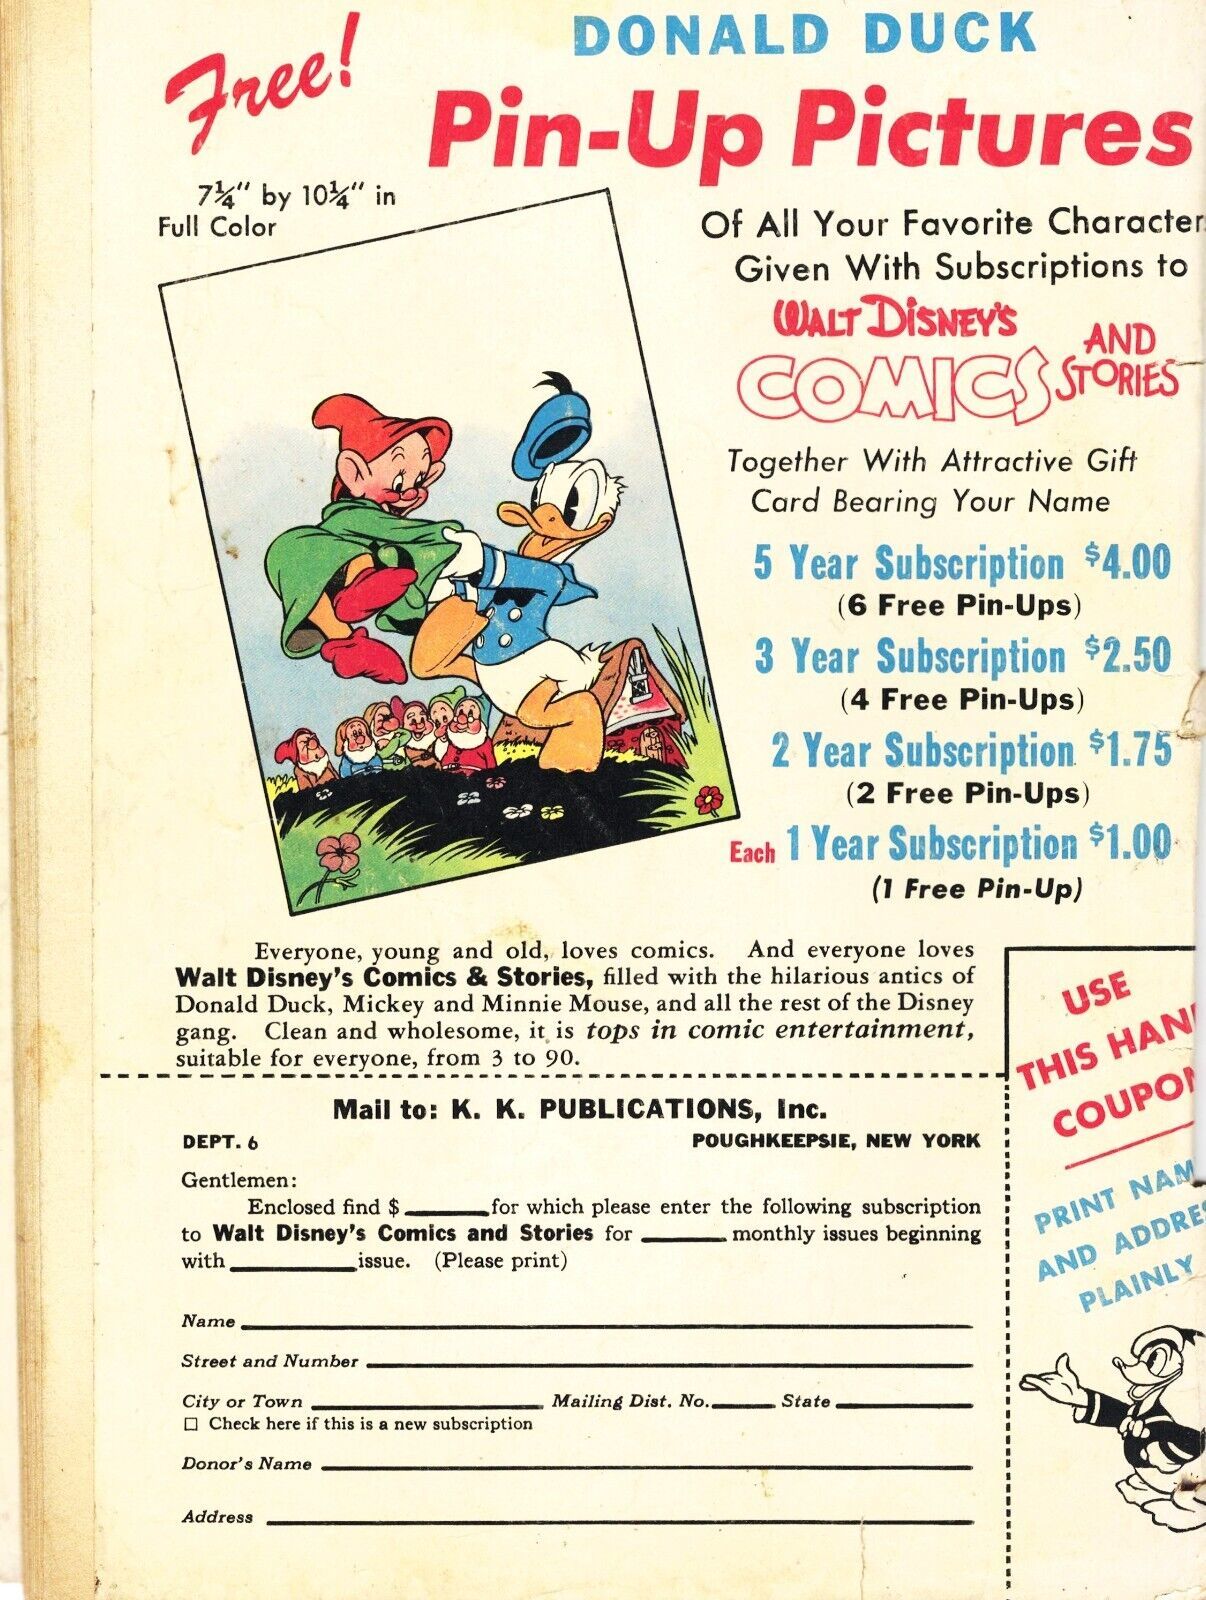 Free!
DONALD DUCK
Pin-Up Pictures
7¼" by 10¼" in
Full Color
Of All Your Favorite Character
Given With Subscriptions to
WALT DISNEY'S
COMICS AND STORIES
Together With Attractive Gift
Card Bearing Your Name
5 Year Subscription $4.00
(6 Free Pin-Ups)
3 Year Subscription $2.50
(4 Free Pin-Ups)
2 Year Subscription $1.75
(2 Free Pin-Ups)
Each 1 Year Subscription $1.00
(1 Free Pin-Up)
Everyone, young and old, loves comics. And everyone loves
Walt Disney's Comics & Stories, filled with the hilarious antics of
Donald Duck, Mickey and Minnie Mouse, and all the rest of the Disney
gang. Clean and wholesome, it is tops in comic entertainment,
suitable for everyone, from 3 to 90.
Mail to: K. K. PUBLICATIONS, Inc.
DEPT. 6 POUGHKEEPSIE, NEW YORK
Gentlemen:
Enclosed find $ for which please enter the following subscription
to Walt Disney's Comics and Stories for monthly issues beginning
with issue. (Please print)
Name
Street and Number
City or Town Mailing Dist. No. State
☐ Check here if this is a new subscription
Donor's Name
Address
USE
THIS HAN
COUPO
PRINT NAM
AND ADDRE
PLAINLY